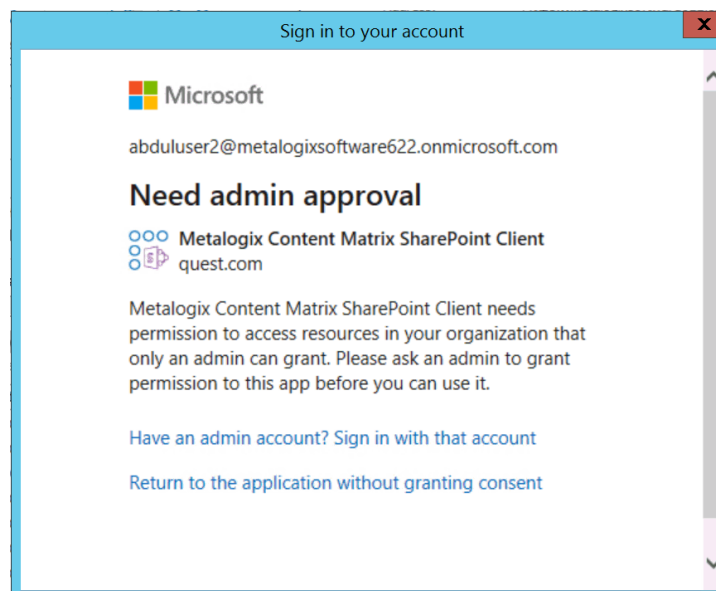 Sign in to your account
X
Microsoft
abduluser2@metalogixsoftware622.onmicrosoft.com
Need admin approval
Metalogix Content Matrix SharePoint Client
quest.com
Metalogix Content Matrix SharePoint Client needs
permission to access resources in your organization that
only an admin can grant. Please ask an admin to grant
permission to this app before you can use it.
Have an admin account? Sign in with that account
Return to the application without granting consent